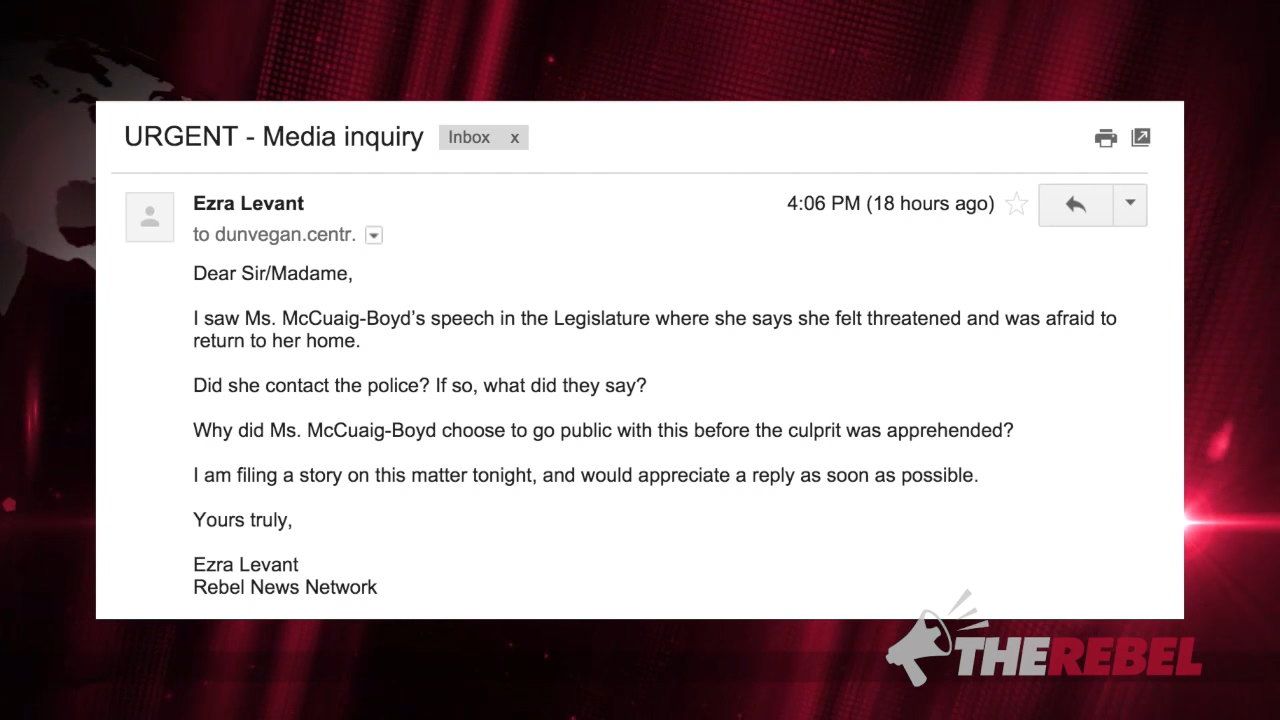 URGENT - Media inquiry Inbox x
Ezra Levant 4:06 PM (18 hours ago)
to dunvegan.centr.
Dear Sir/Madame,
I saw Ms. McCuaig-Boyd's speech in the Legislature where she says she felt threatened and was afraid to
return to her home.
Did she contact the police? If so, what did they say?
Why did Ms. McCuaig-Boyd choose to go public with this before the culprit was apprehended?
I am filing a story on this matter tonight, and would appreciate a reply as soon as possible.
Yours truly,
Ezra Levant
Rebel News Network
THEREBEL